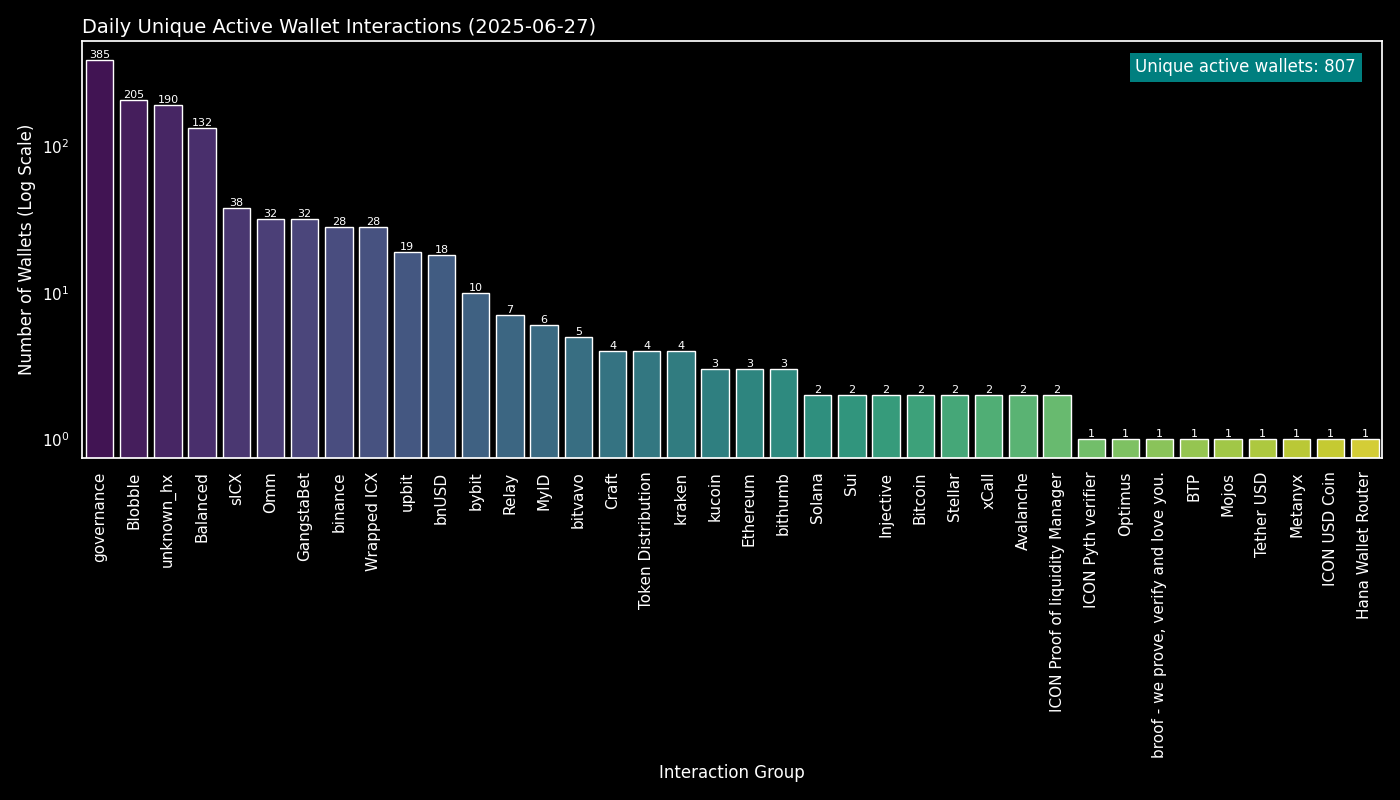 Daily Unique Active Wallet Interactions (2025-06-27)
Unique active wallets: 807
Number of Wallets (Log Scale)
10²
10¹
10⁰
385
205
190
132
38
32
32
28
28
19
18
10
7
6
5
4
4
4
3
3
3
2
2
2
2
2
2
2
2
1
1
1
1
1
1
1
1
1
governance
Blobble
unknown_hx
Balanced
sICX
Omm
GangstaBet
binance
Wrapped ICX
upbit
bnUSD
bybit
Relay
MyID
bitvavo
Craft
Token Distribution
kraken
kucoin
Ethereum
bithumb
Solana
Sui
Injective
Bitcoin
Stellar
xCall
Avalanche
ICON Proof of liquidity Manager
ICON Pyth verifier
Optimus
broof - we prove, verify and love you.
BTP
Mojos
Tether USD
Metanyx
ICON USD Coin
Hana Wallet Router
Interaction Group